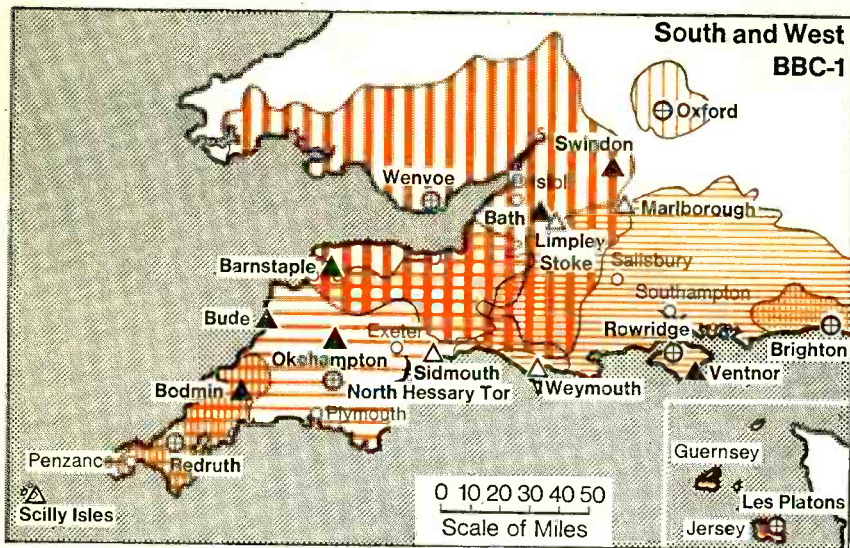 South and West
BBC-1
Oxford
Swindon
Wenvoe
Bristol
Bath
Marlborough
Limpley
Stoke
Barnstaple
Salisbury
Southampton
Bude
Exeter
Rowridge
Okehampton
Sidmouth
Brighton
Bodmin
North Hessary Tor
Weymouth
Ventnor
Plymouth
Penzance
Redruth
Guernsey
Scilly Isles
0 10 20 30 40 50
Scale of Miles
Les Platons
Jersey